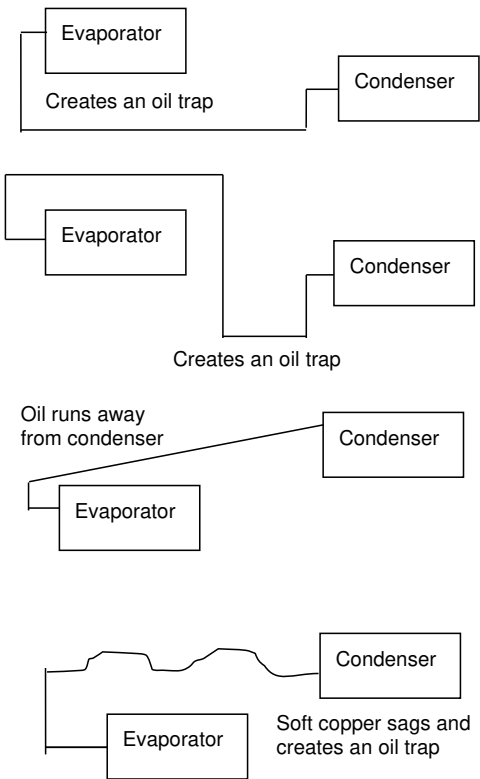 Evaporator
Condenser
Creates an oil trap
Evaporator
Condenser
Creates an oil trap
Oil runs away
from condenser
Condenser
Evaporator
Condenser
Evaporator
Soft copper sags and
creates an oil trap